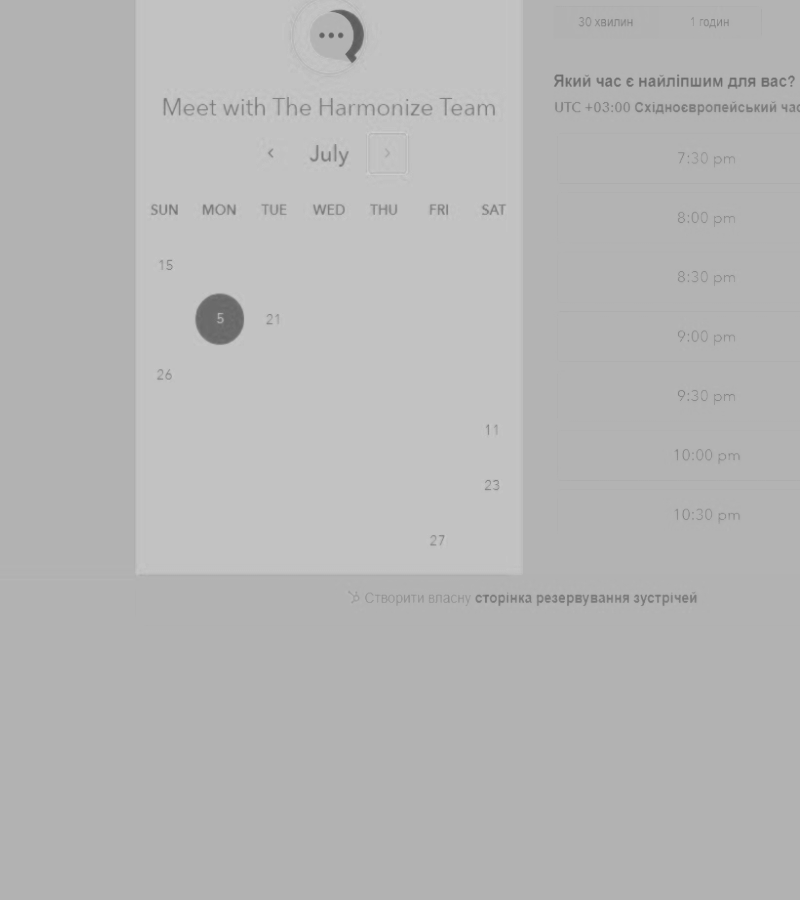 Meet with The Harmonize Team
July
SUN MON TUE WED THU FRI SAT
15
5 21
26
11
23
27
30 хвилин 1 годин
Який час є найліпшим для вас?
UTC +03:00 Східноєвропейський час
7:30 pm
8:00 pm
8:30 pm
9:00 pm
9:30 pm
10:00 pm
10:30 pm
Створити власну сторінка резервування зустрічей